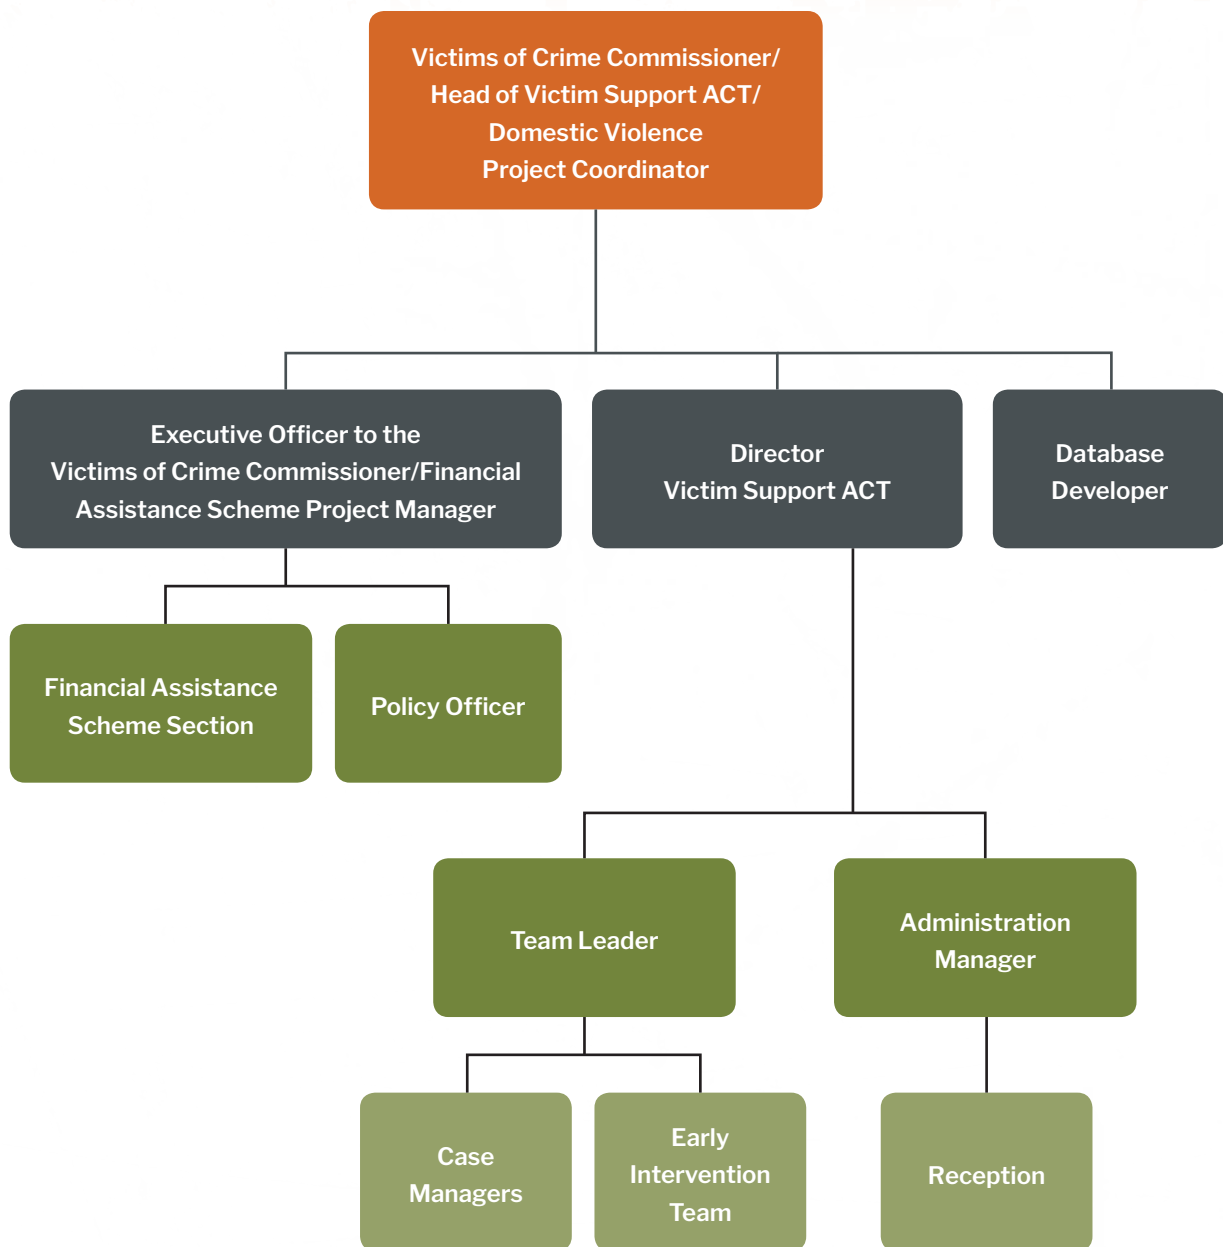 Victims of Crime Commissioner/
Head of Victim Support ACT/
Domestic Violence
Project Coordinator
Executive Officer to the
Victims of Crime Commissioner/Financial
Assistance Scheme Project Manager
Director
Victim Support ACT
Database
Developer
Financial Assistance
Scheme Section
Policy Officer
Team Leader
Administration
Manager
Case
Managers
Early
Intervention
Team
Reception